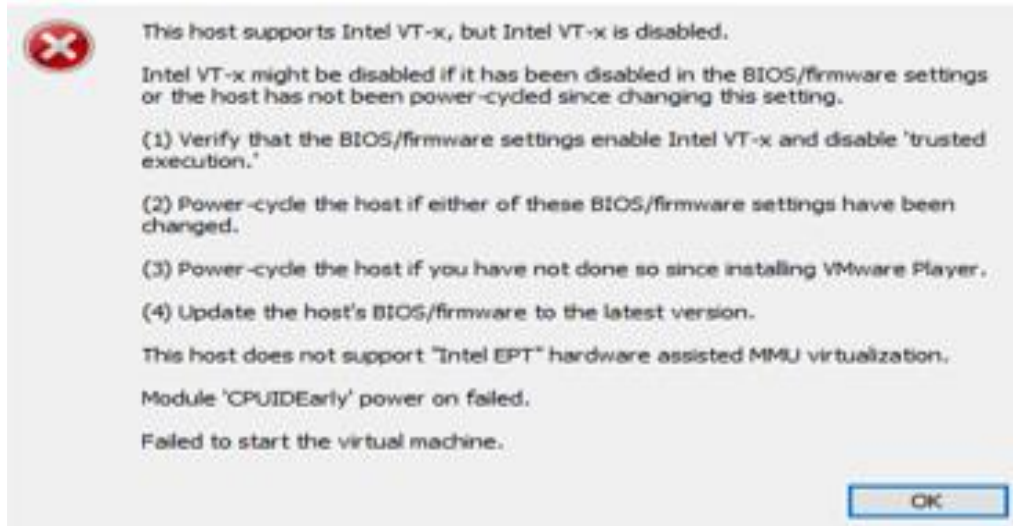 This host supports Intel VT-x, but Intel VT-x is disabled.
Intel VT-x might be disabled if it has been disabled in the BIOS/firmware settings
or the host has not been power-cycled since changing this setting.
(1) Verify that the BIOS/firmware settings enable Intel VT-x and disable 'trusted
execution.'
(2) Power-cycle the host if either of these BIOS/firmware settings have been
changed.
(3) Power-cycle the host if you have not done so since installing VMware Player.
(4) Update the host's BIOS/firmware to the latest version.
This host does not support "Intel EPT" hardware assisted MMU virtualization.
Module 'CPUIDEarly' power on failed.
Failed to start the virtual machine.
OK